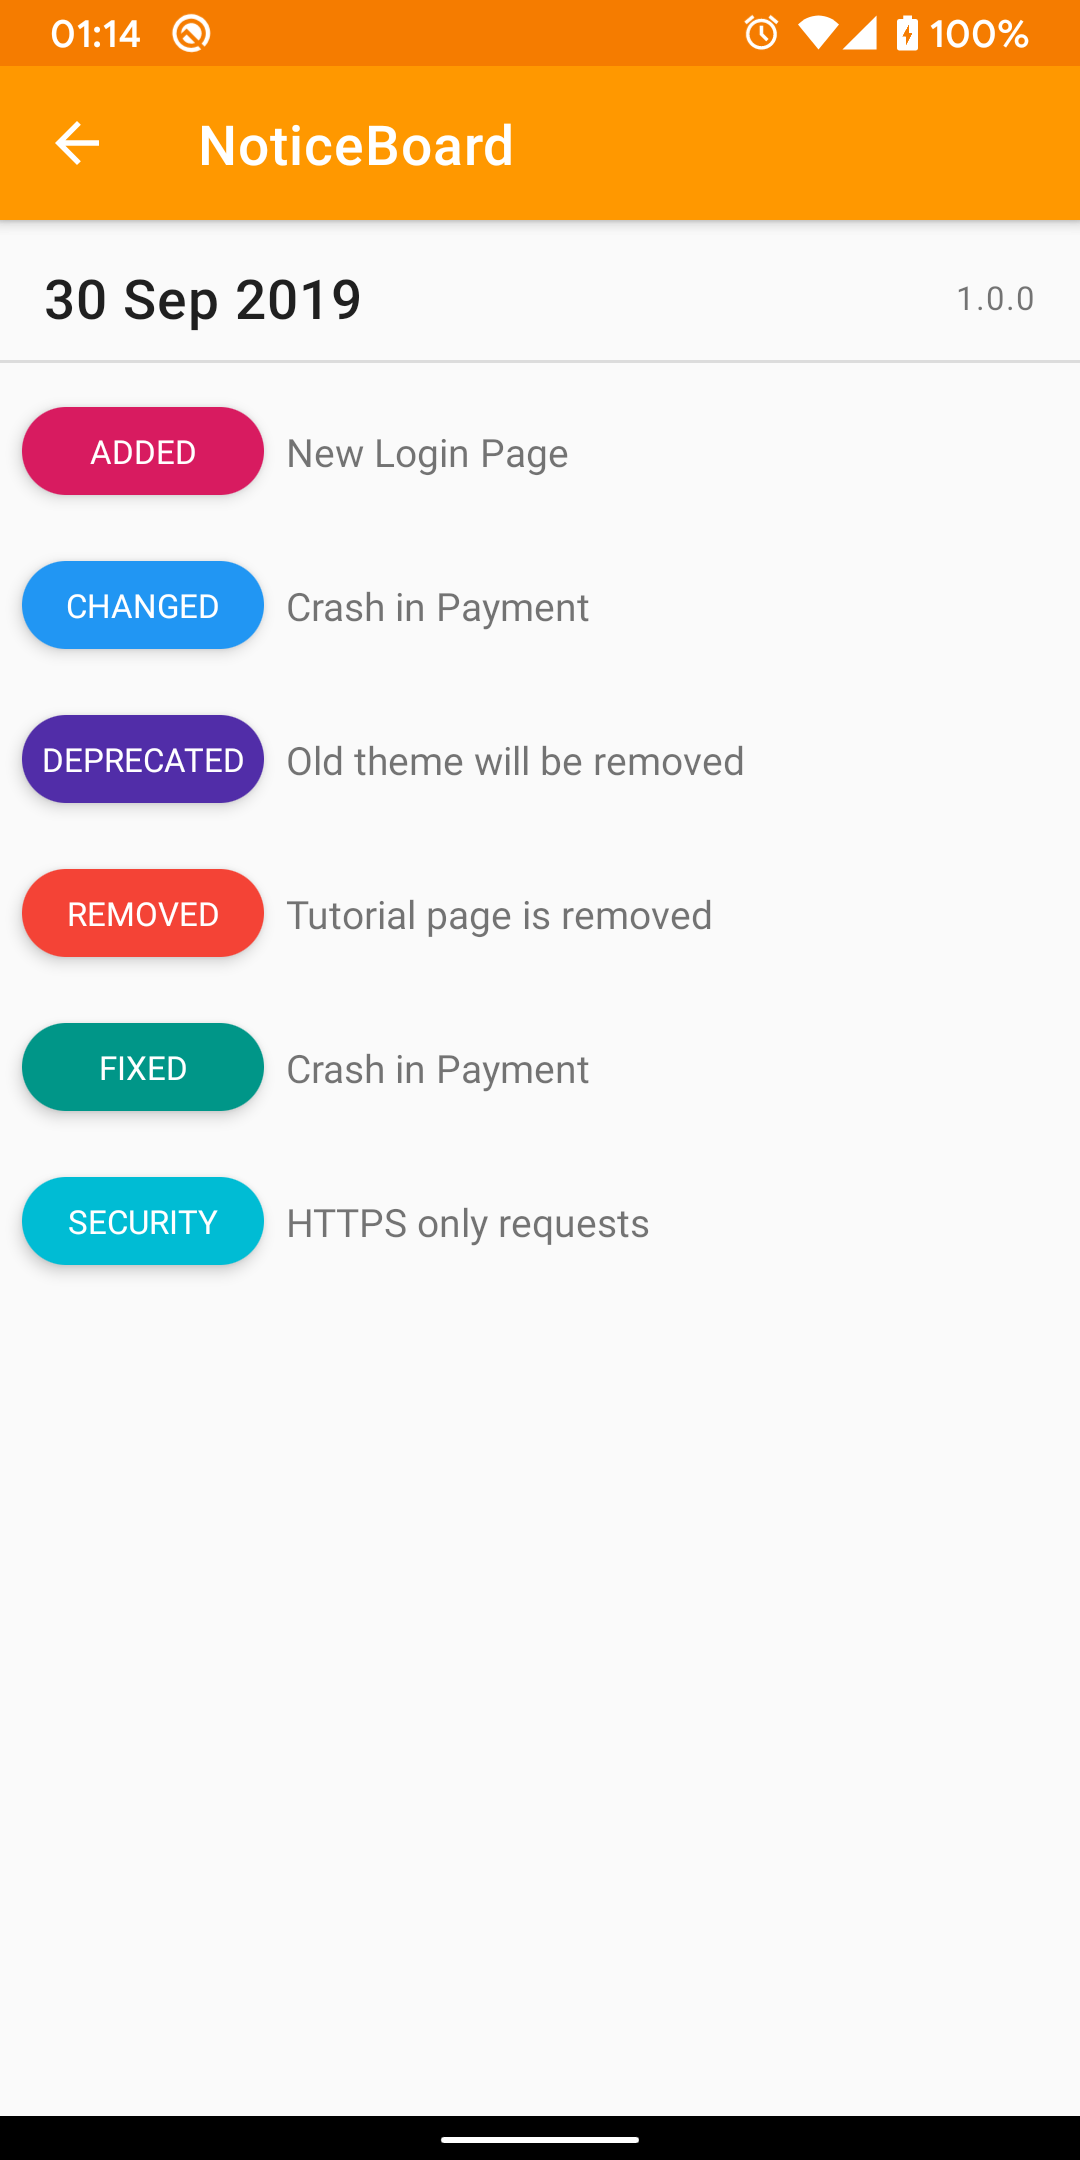 01:14 100%
NoticeBoard
30 Sep 2019 1.0.0
ADDED New Login Page
CHANGED Crash in Payment
DEPRECATED Old theme will be removed
REMOVED Tutorial page is removed
FIXED Crash in Payment
SECURITY HTTPS only requests